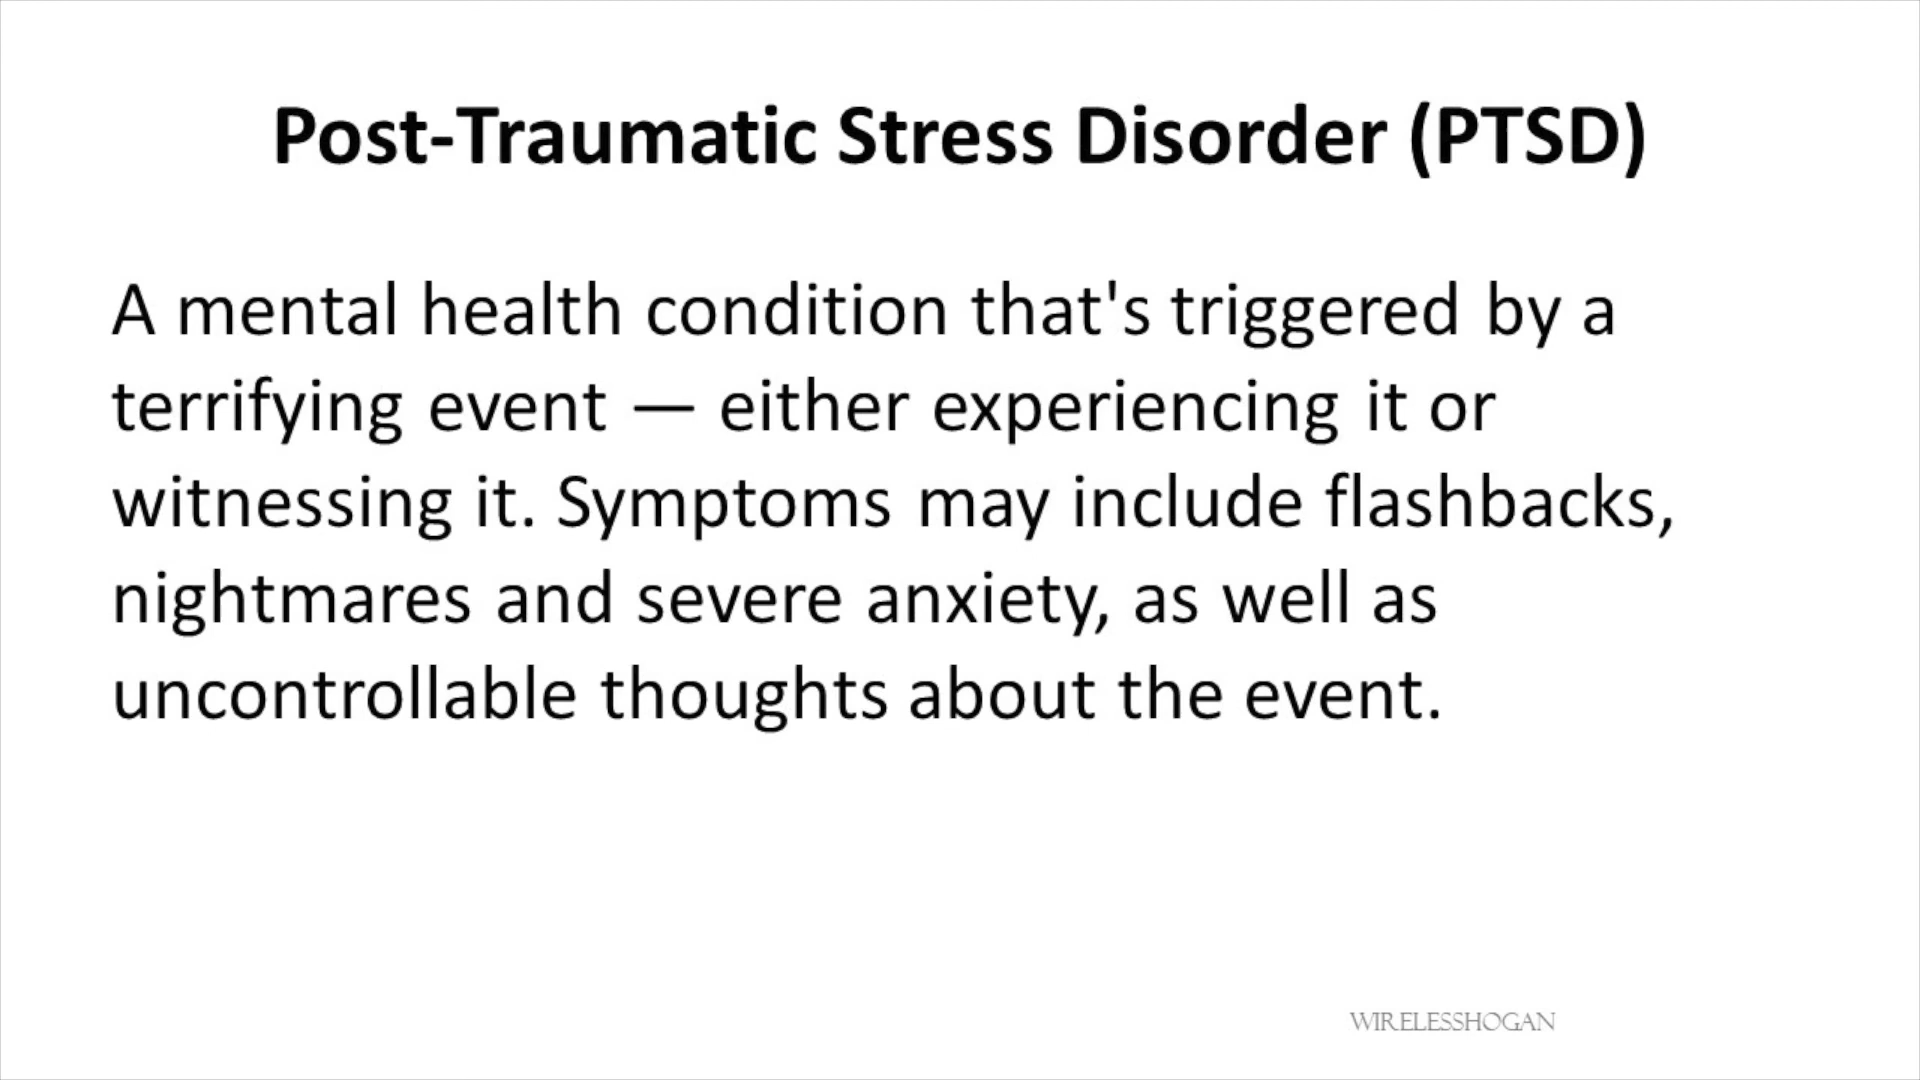 Post-Traumatic Stress Disorder (PTSD)
A mental health condition that's triggered by a
terrifying event — either experiencing it or
witnessing it. Symptoms may include flashbacks,
nightmares and severe anxiety, as well as
uncontrollable thoughts about the event.
WIRELESSHOGAN